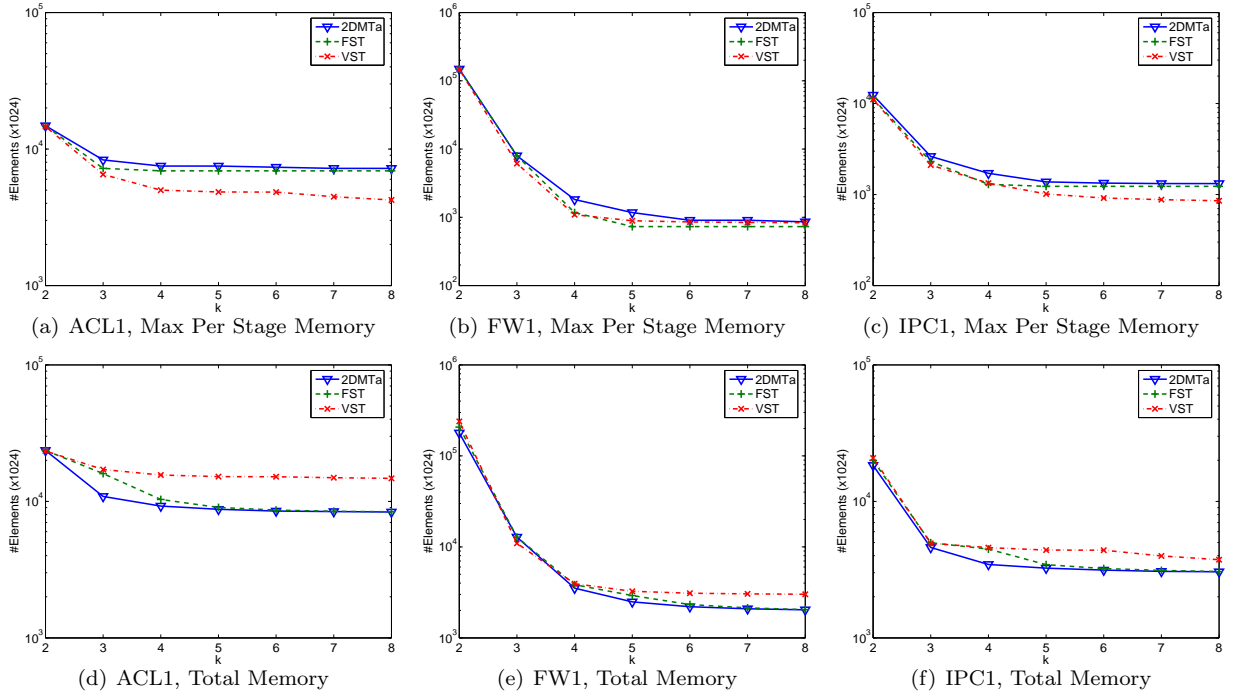 10^5
10^4
10^3
#Elements (x1024)
2 3 4 5 6 7 8
k
2DMTa
FST
VST
(a) ACL1, Max Per Stage Memory
10^6
10^5
10^4
10^3
10^2
#Elements (x1024)
2 3 4 5 6 7 8
k
2DMTa
FST
VST
(b) FW1, Max Per Stage Memory
10^5
10^4
10^3
10^2
#Elements (x1024)
2 3 4 5 6 7 8
k
2DMTa
FST
VST
(c) IPC1, Max Per Stage Memory
10^5
10^4
10^3
#Elements (x1024)
2 3 4 5 6 7 8
k
2DMTa
FST
VST
(d) ACL1, Total Memory
10^6
10^5
10^4
10^3
#Elements (x1024)
2 3 4 5 6 7 8
k
2DMTa
FST
VST
(e) FW1, Total Memory
10^5
10^4
10^3
#Elements (x1024)
2 3 4 5 6 7 8
k
2DMTa
FST
VST
(f) IPC1, Total Memory